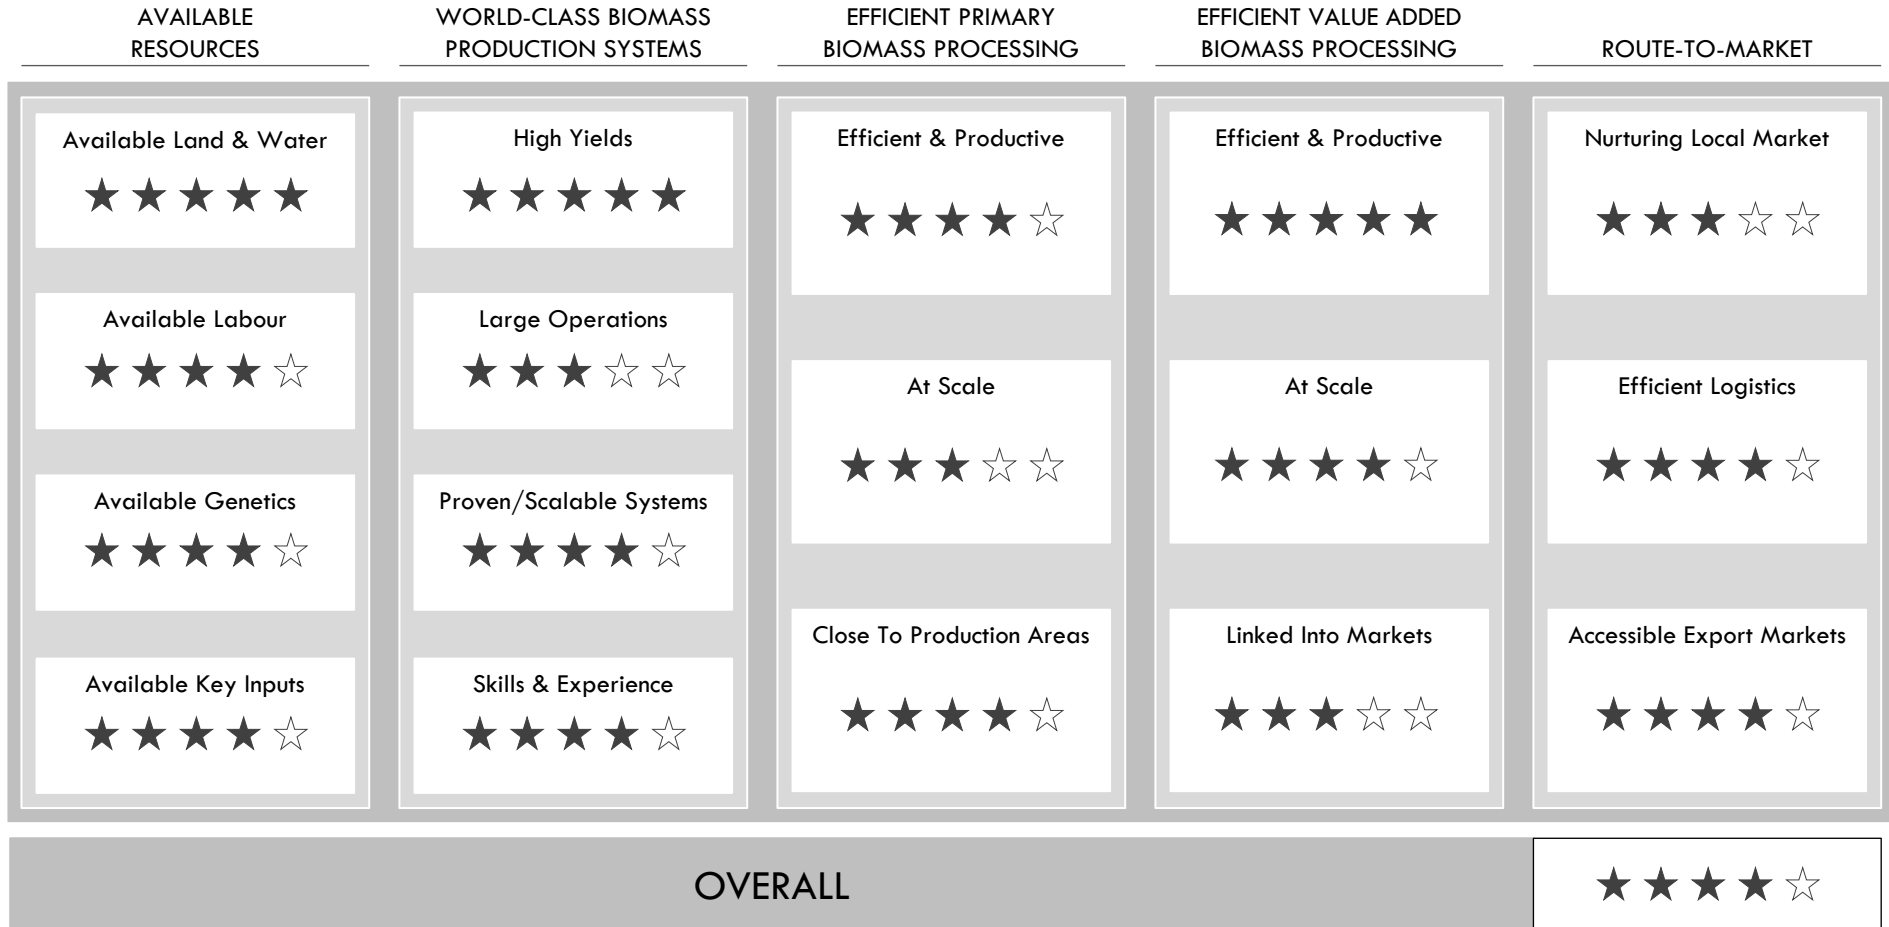 AVAILABLE
RESOURCES
WORLD-CLASS BIOMASS
PRODUCTION SYSTEMS
EFFICIENT PRIMARY
BIOMASS PROCESSING
EFFICIENT VALUE ADDED
BIOMASS PROCESSING
ROUTE-TO-MARKET
Available Land & Water
★ ★ ★ ★ ★
Available Labour
★ ★ ★ ★ ☆
Available Genetics
★ ★ ★ ★ ☆
Available Key Inputs
★ ★ ★ ★ ☆
High Yields
★ ★ ★ ★ ★
Large Operations
★ ★ ★ ☆ ☆
Proven/Scalable Systems
★ ★ ★ ★ ☆
Skills & Experience
★ ★ ★ ★ ☆
Efficient & Productive
★ ★ ★ ★ ☆
At Scale
★ ★ ★ ☆ ☆
Close To Production Areas
★ ★ ★ ★ ☆
Efficient & Productive
★ ★ ★ ★ ★
At Scale
★ ★ ★ ★ ☆
Linked Into Markets
★ ★ ★ ☆ ☆
Nurturing Local Market
★ ★ ★ ☆ ☆
Efficient Logistics
★ ★ ★ ★ ☆
Accessible Export Markets
★ ★ ★ ★ ☆
OVERALL
★ ★ ★ ★ ☆